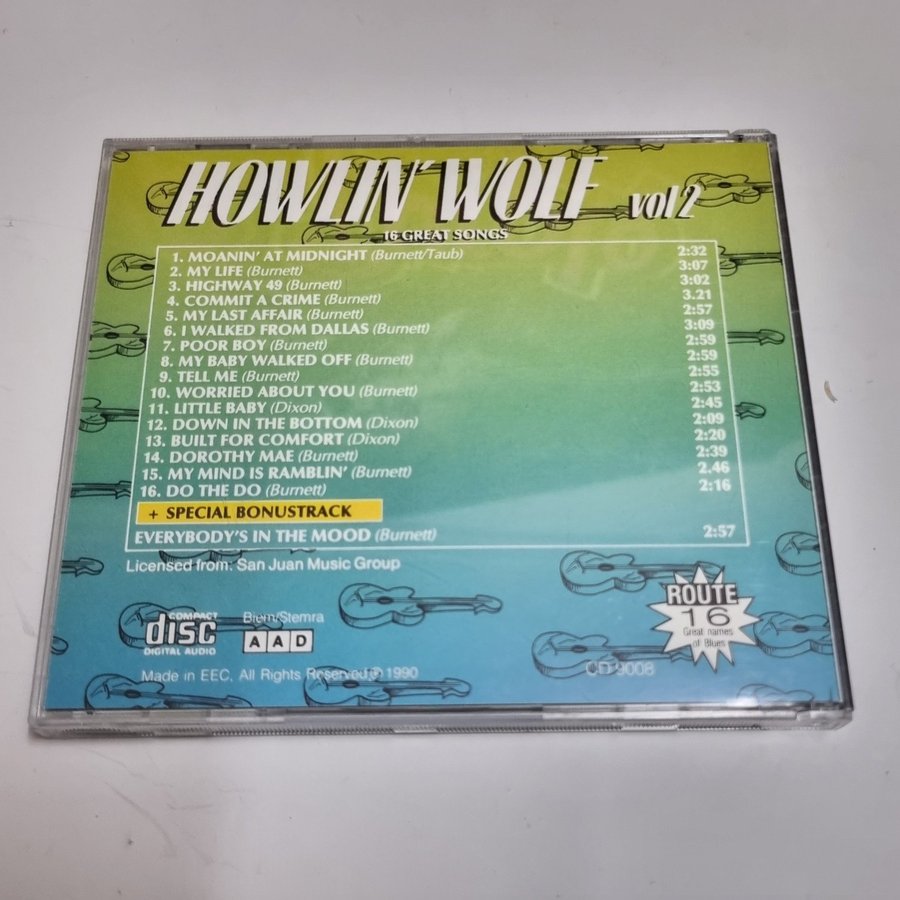 HOWLIN' WOLF vol 2
16 GREAT SONGS
1. MOANIN' AT MIDNIGHT (Burnett/Taub) 2:32
2. MY LIFE (Burnett) 3:07
3. HIGHWAY 49 (Burnett) 3:02
4. COMMIT A CRIME (Burnett) 3.21
5. MY LAST AFFAIR (Burnett) 2:57
6. I WALKED FROM DALLAS (Burnett) 3:09
7. POOR BOY (Burnett) 2:59
8. MY BABY WALKED OFF (Burnett) 2:59
9. TELL ME (Burnett) 2:55
10. WORRIED ABOUT YOU (Burnett) 2:53
11. LITTLE BABY (Dixon) 2:45
12. DOWN IN THE BOTTOM (Dixon) 2:09
13. BUILT FOR COMFORT (Dixon) 2:20
14. DOROTHY MAE (Burnett) 2:39
15. MY MIND IS RAMBLIN' (Burnett) 2.46
16. DO THE DO (Burnett) 2:16
+ SPECIAL BONUSTRACK
EVERYBODY'S IN THE MOOD (Burnett) 2:57
Licensed from: San Juan Music Group
COMPACT
disc
DIGITAL AUDIO
Biem/Stemra
AAD
ROUTE
16
Great names
of Blues
Made in EEC, All Rights Reserved ℗ 1990
CD 9008